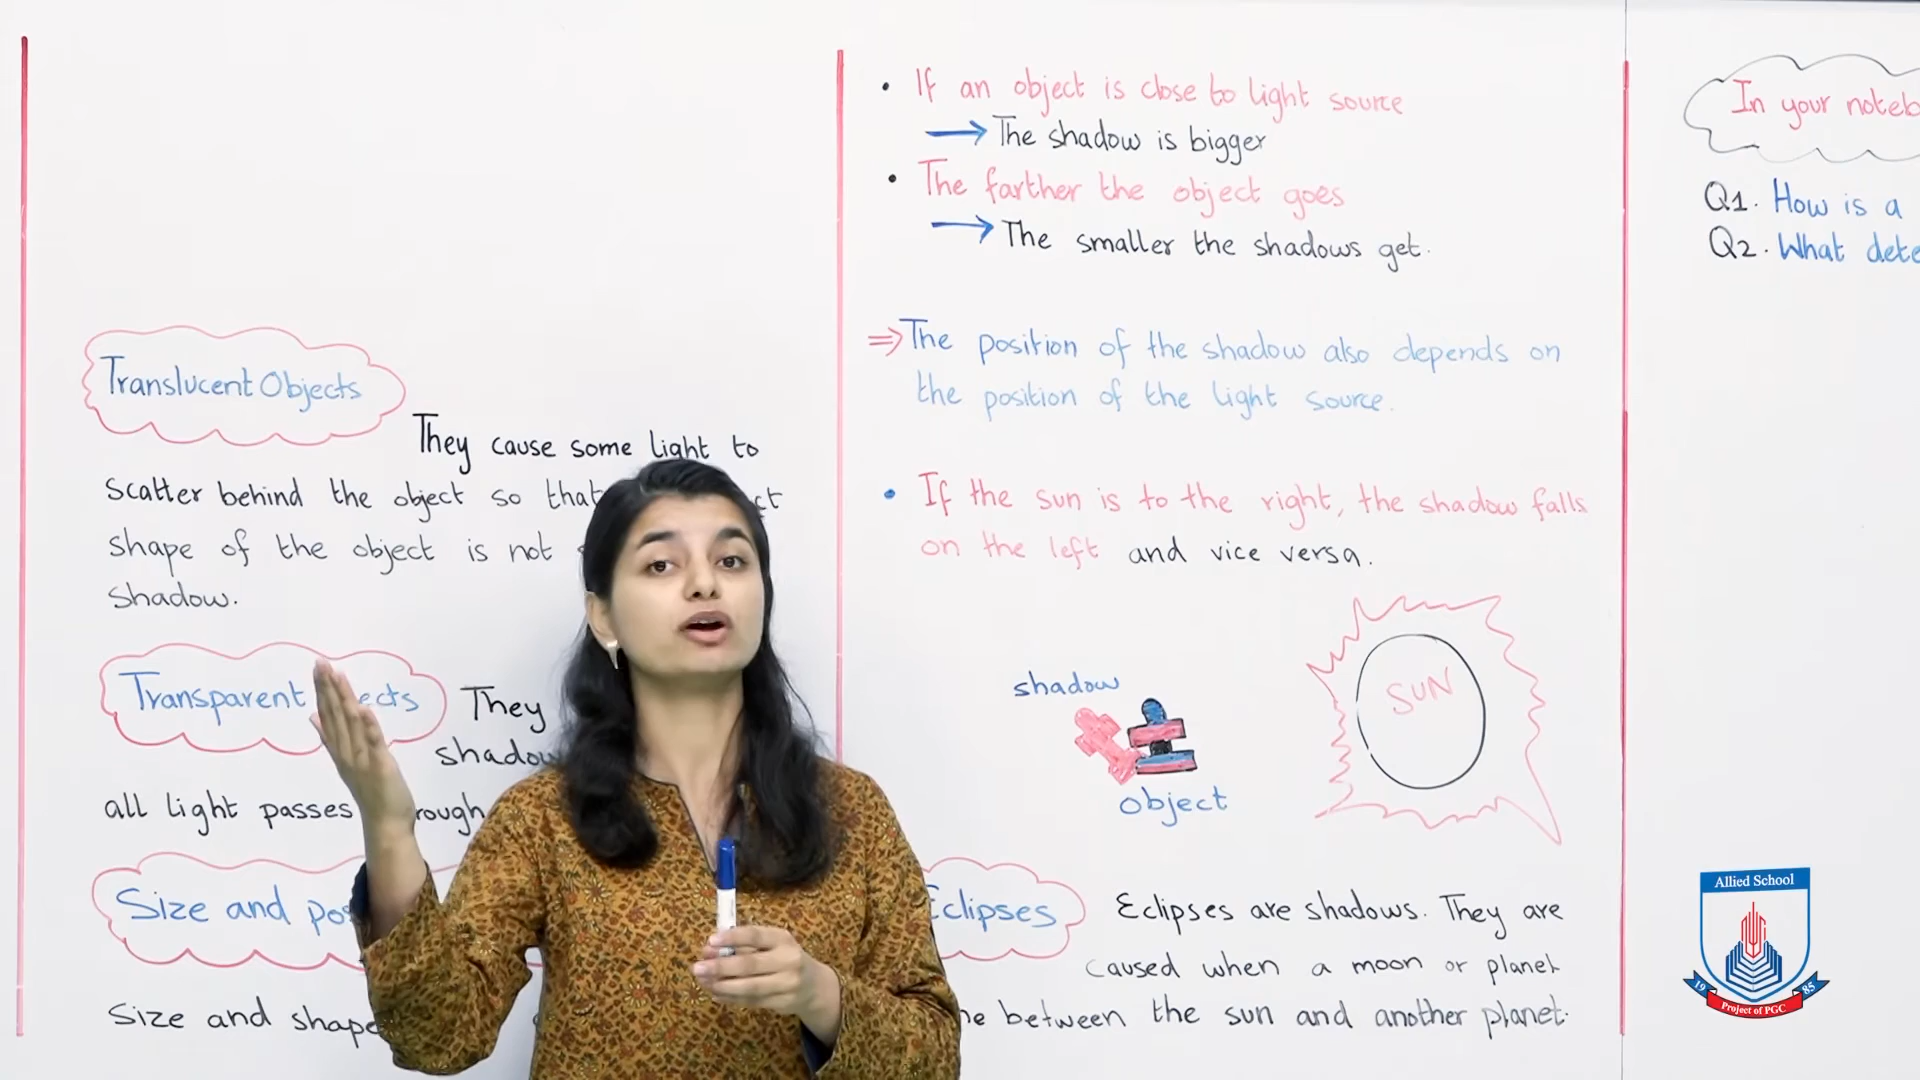 Translucent Objects
They cause some light to
scatter behind the object so that
shape of the object is not
shadow.
Transparent
They
shadow
all light passes
Size and
Size and shape
• If an object is close to light source
→ The shadow is bigger
• The farther the object goes
→ The smaller the shadows get.
⇒ The position of the shadow also depends on
the position of the light source.
• If the sun is to the right, the shadow falls
on the left and vice versa.
shadow
SUN
object
Eclipses
Eclipses are shadows. They are
caused when a moon or planet
between the sun and another planet.
In your
Q1. How is a
Q2. What
Allied School
19 85
Project of PGC